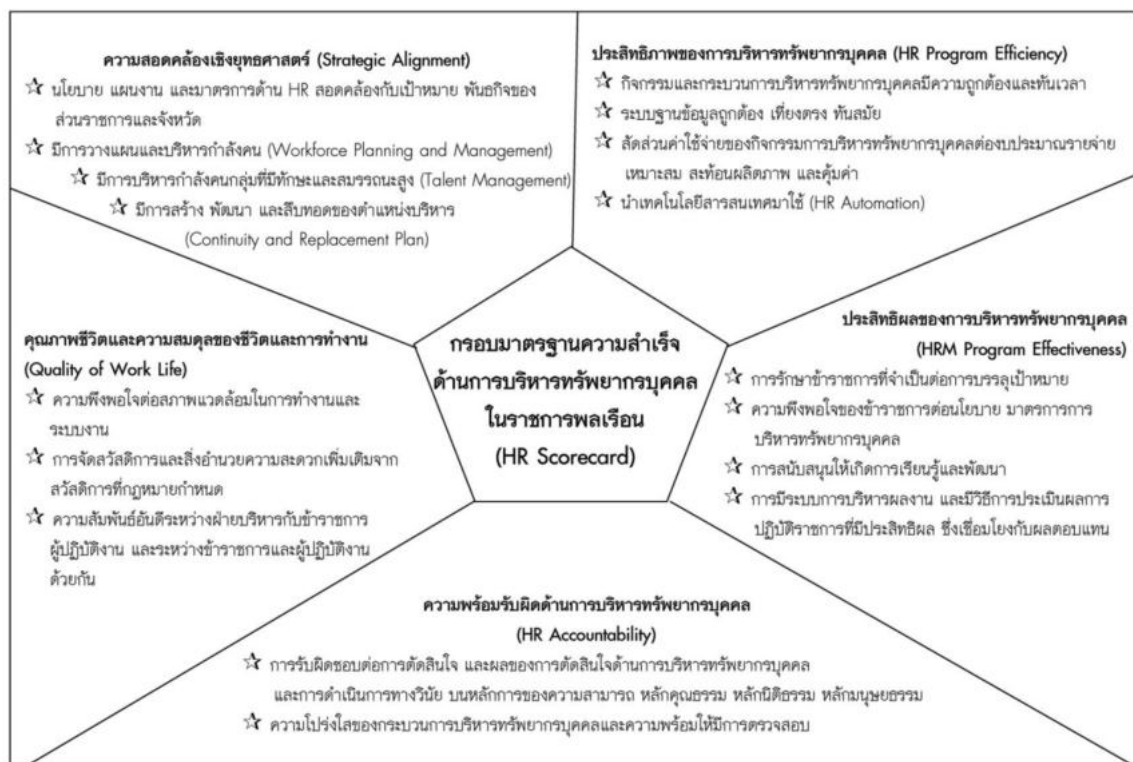 ความสอดคล้องเชิงยุทธศาสตร์ (Strategic Alignment)
☆ นโยบาย แผนงาน และมาตรการด้าน HR สอดคล้องกับเป้าหมาย พันธกิจของ
ส่วนราชการและจังหวัด
☆ มีการวางแผนและบริหารกำลังคน (Workforce Planning and Management)
☆ มีการบริหารกำลังคนกลุ่มที่มีทักษะและสมรรถนะสูง (Talent Management)
☆ มีการสร้าง พัฒนา และสืบทอดของตำแหน่งบริหาร
(Continuity and Replacement Plan)
ประสิทธิภาพของการบริหารทรัพยากรบุคคล (HR Program Efficiency)
☆ กิจกรรมและกระบวนการบริหารทรัพยากรบุคคลมีความถูกต้องและทันเวลา
☆ ระบบฐานข้อมูลถูกต้อง เที่ยงตรง ทันสมัย
☆ สัดส่วนค่าใช้จ่ายของกิจกรรมการบริหารทรัพยากรบุคคลต่องบประมาณรายจ่าย
เหมาะสม สะท้อนผลิตภาพ และคุ้มค่า
☆ นำเทคโนโลยีสารสนเทศมาใช้ (HR Automation)
คุณภาพชีวิตและความสมดุลของชีวิตและการทำงาน
(Quality of Work Life)
☆ ความพึงพอใจต่อสภาพแวดล้อมในการทำงานและ
ระบบงาน
☆ การจัดสวัสดิการและสิ่งอำนวยความสะดวกเพิ่มเติมจาก
สวัสดิการที่กฎหมายกำหนด
☆ ความสัมพันธ์อันดีระหว่างฝ่ายบริหารกับข้าราชการ
ผู้ปฏิบัติงาน และระหว่างข้าราชการและผู้ปฏิบัติงาน
ด้วยกัน
กรอบมาตรฐานความสำเร็จ
ด้านการบริหารทรัพยากรบุคคล
ในราชการพลเรือน
(HR Scorecard)
ประสิทธิผลของการบริหารทรัพยากรบุคคล
(HRM Program Effectiveness)
☆ การรักษาข้าราชการที่จำเป็นต่อการบรรลุเป้าหมาย
☆ ความพึงพอใจของข้าราชการต่อนโยบาย มาตรการการ
บริหารทรัพยากรบุคคล
☆ การสนับสนุนให้เกิดการเรียนรู้และพัฒนา
☆ การมีระบบการบริหารผลงาน และมีวิธีการประเมินผลการ
ปฏิบัติราชการที่มีประสิทธิผล ซึ่งเชื่อมโยงกับผลตอบแทน
ความพร้อมรับผิดด้านการบริหารทรัพยากรบุคคล
(HR Accountability)
☆ การรับผิดชอบต่อการตัดสินใจ และผลของการตัดสินใจด้านการบริหารทรัพยากรบุคคล
และการดำเนินการทางวินัย บนหลักการของความสามารถ หลักคุณธรรม หลักนิติธรรม หลักมนุษยธรรม
☆ ความโปร่งใสของกระบวนการบริหารทรัพยากรบุคคลและความพร้อมให้มีการตรวจสอบ